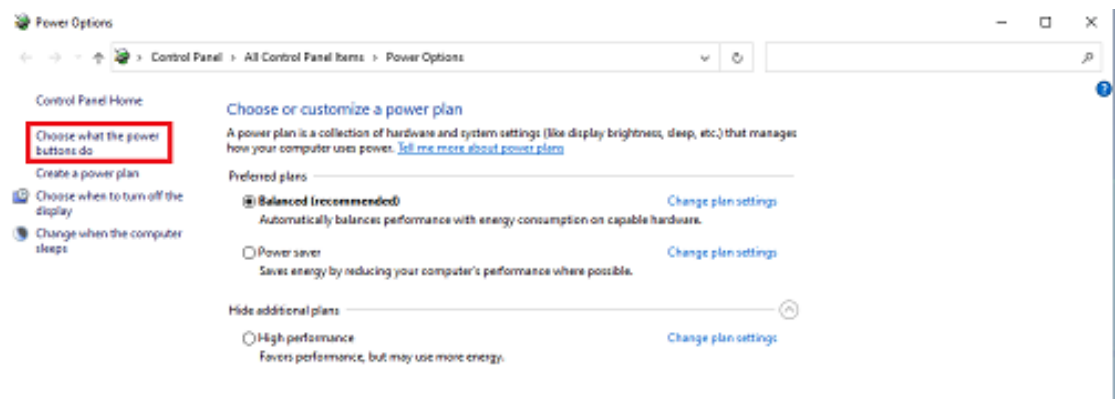 Power Options
Control Panel > All Control Panel Items > Power Options
Control Panel Home
Choose what the power
buttons do
Create a power plan
Choose when to turn off the
display
Change when the computer
sleeps
Choose or customize a power plan
A power plan is a collection of hardware and system settings (like display brightness, sleep, etc.) that manages
how your computer uses power. Tell me more about power plans
Preferred plans
Balanced (recommended) Change plan settings
Automatically balances performance with energy consumption on capable hardware.
Power saver Change plan settings
Saves energy by reducing your computer's performance where possible.
Hide additional plans
High performance Change plan settings
Favors performance, but may use more energy.